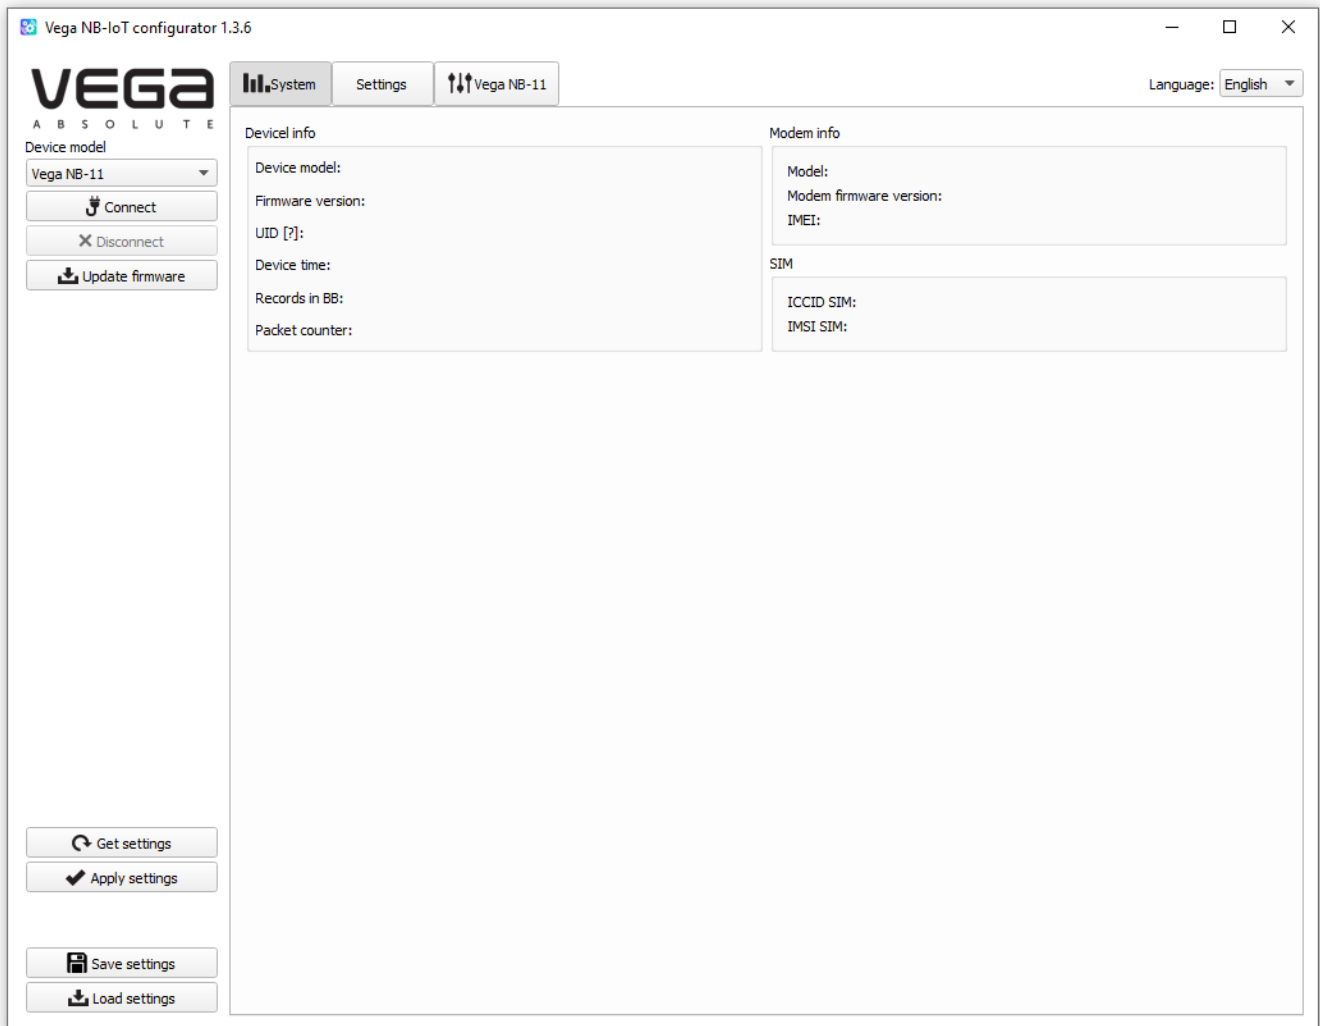 Vega NB-IoT configurator 1.3.6
VEGA
ABSOLUTE
Device model
Vega NB-11
Connect
Disconnect
Update firmware
Get settings
Apply settings
Save settings
Load settings
System
Settings
Vega NB-11
Language: English
Devicel info
Device model:
Firmware version:
UID [?]:
Device time:
Records in BB:
Packet counter:
Modem info
Model:
Modem firmware version:
IMEI:
SIM
ICCID SIM:
IMSI SIM: